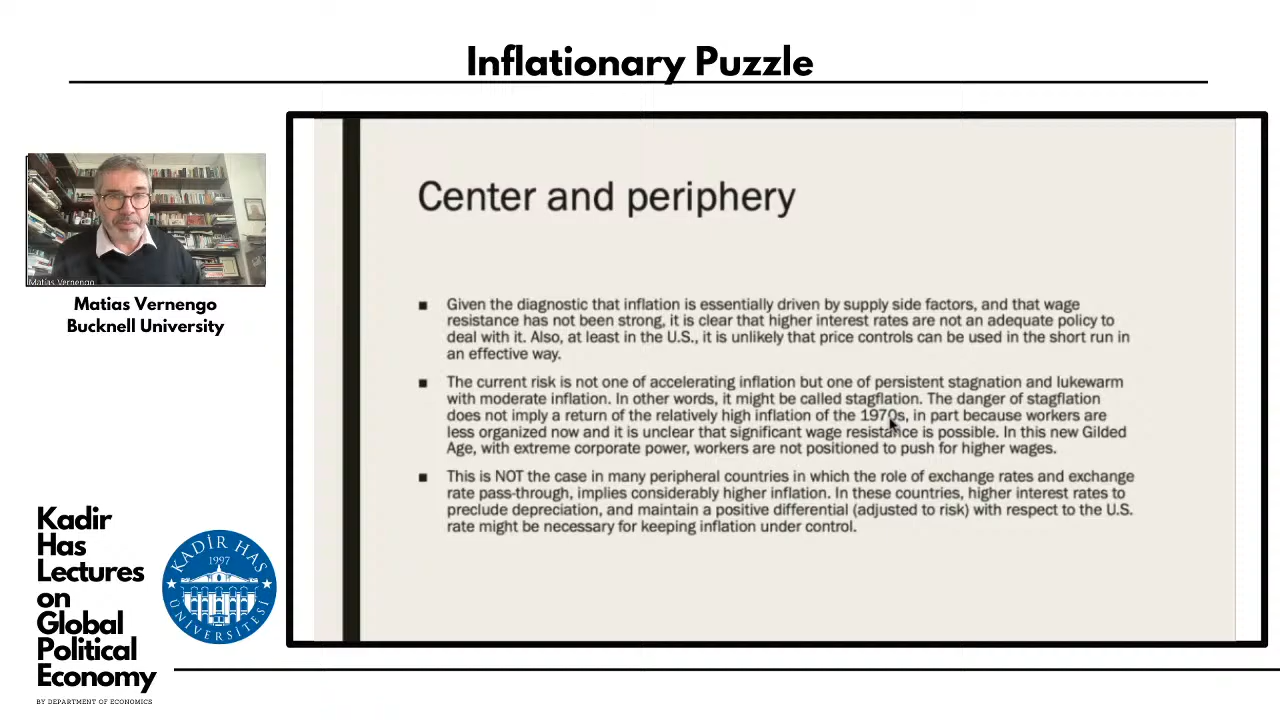 Inflationary Puzzle
Matias Vernengo
Matias Vernengo
Bucknell University
Center and periphery
■ Given the diagnostic that inflation is essentially driven by supply side factors, and that wage
resistance has not been strong, it is clear that higher interest rates are not an adequate policy to
deal with it. Also, at least in the U.S., it is unlikely that price controls can be used in the short run in
an effective way.
■ The current risk is not one of accelerating inflation but one of persistent stagnation and lukewarm
with moderate inflation. In other words, it might be called stagflation. The danger of stagflation
does not imply a return of the relatively high inflation of the 1970s, in part because workers are
less organized now and it is unclear that significant wage resistance is possible. In this new Gilded
Age, with extreme corporate power, workers are not positioned to push for higher wages.
■ This is NOT the case in many peripheral countries in which the role of exchange rates and exchange
rate pass-through, implies considerably higher inflation. In these countries, higher interest rates to
preclude depreciation, and maintain a positive differential (adjusted to risk) with respect to the U.S.
rate might be necessary for keeping inflation under control.
Kadir
Has
Lectures
on
Global
Political
Economy
BY DEPARTMENT OF ECONOMICS
KADİR HAS
1997
ÜNİVERSİTESİ